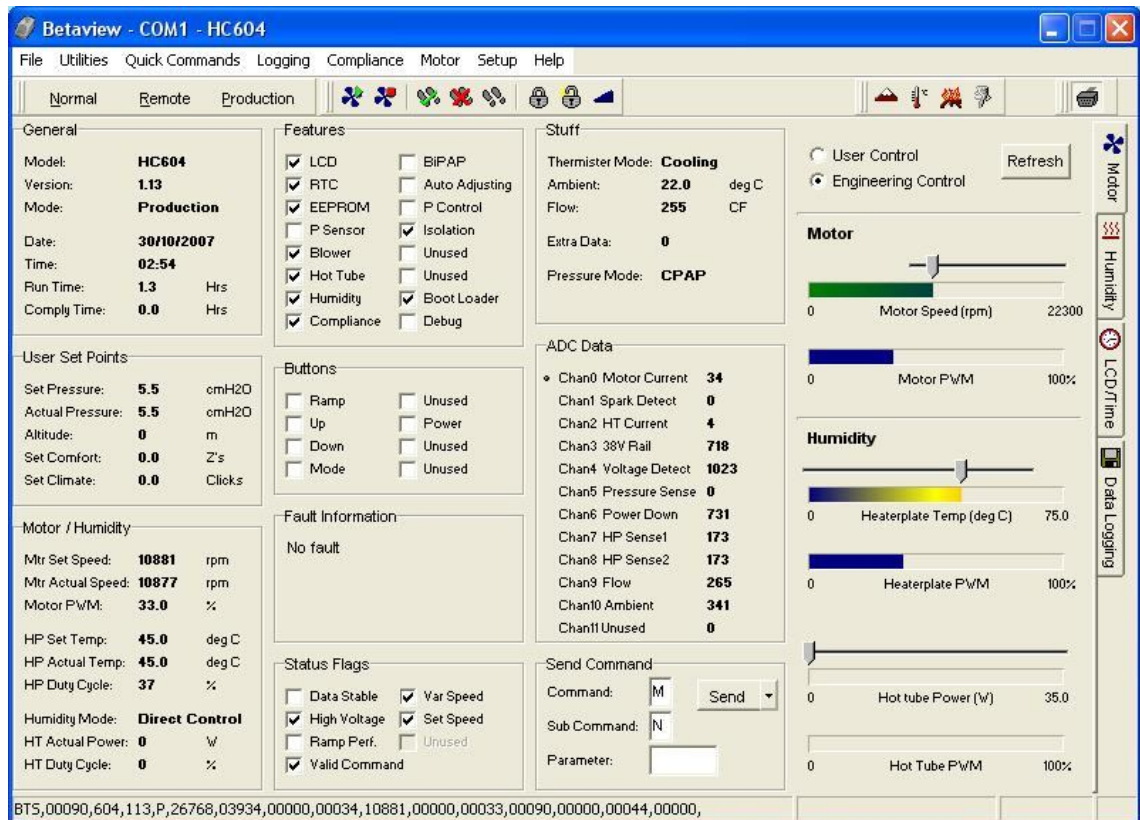 Betaview - COM1 - HC604
File Utilities Quick Commands Logging Compliance Motor Setup Help
Normal Remote Production
General
Model: HC604
Version: 1.13
Mode: Production
Date: 30/10/2007
Time: 02:54
Run Time: 1.3 Hrs
Comply Time: 0.0 Hrs
User Set Points
Set Pressure: 5.5 cmH2O
Actual Pressure: 5.5 cmH2O
Altitude: 0 m
Set Comfort: 0.0 Z's
Set Climate: 0.0 Clicks
Motor / Humidity
Mtr Set Speed: 10881 rpm
Mtr Actual Speed: 10877 rpm
Motor PWM: 33.0 %
HP Set Temp: 45.0 deg C
HP Actual Temp: 45.0 deg C
HP Duty Cycle: 37 %
Humidity Mode: Direct Control
HT Actual Power: 0 W
HT Duty Cycle: 0 %
Features
LCD BiPAP
RTC Auto Adjusting
EEPROM P Control
P Sensor Isolation
Blower Unused
Hot Tube Unused
Humidity Boot Loader
Compliance Debug
Buttons
Ramp Unused
Up Power
Down Unused
Mode Unused
Fault Information
No fault
Status Flags
Data Stable Var Speed
High Voltage Set Speed
Ramp Perf. Unused
Valid Command
Stuff
Thermister Mode: Cooling
Ambient: 22.0 deg C
Flow: 255 CF
Extra Data: 0
Pressure Mode: CPAP
ADC Data
Chan0 Motor Current 34
Chan1 Spark Detect 0
Chan2 HT Current 4
Chan3 38V Rail 718
Chan4 Voltage Detect 1023
Chan5 Pressure Sense 0
Chan6 Power Down 731
Chan7 HP Sense1 173
Chan8 HP Sense2 173
Chan9 Flow 265
Chan10 Ambient 341
Chan11 Unused 0
Send Command
Command: M Send
Sub Command: N
Parameter:
User Control
Engineering Control
Refresh
Motor
0 Motor Speed (rpm) 22300
0 Motor PWM 100%
Humidity
0 Heaterplate Temp (deg C) 75.0
0 Heaterplate PWM 100%
0 Hot tube Power (W) 35.0
0 Hot Tube PWM 100%
Motor
Humidity
LCD/Time
Data Logging
BTS,00090,604,113,P,26768,03934,00000,00034,10881,00000,00033,00090,00000,00044,00000,